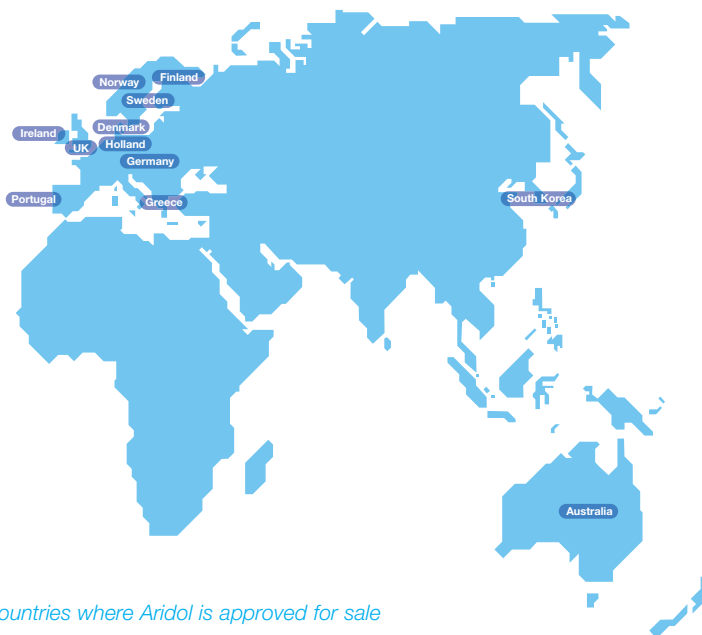 Norway
Finland
Sweden
Denmark
Ireland
UK
Holland
Germany
Portugal
Greece
South Korea
Australia
ountries where Aridol is approved for sale